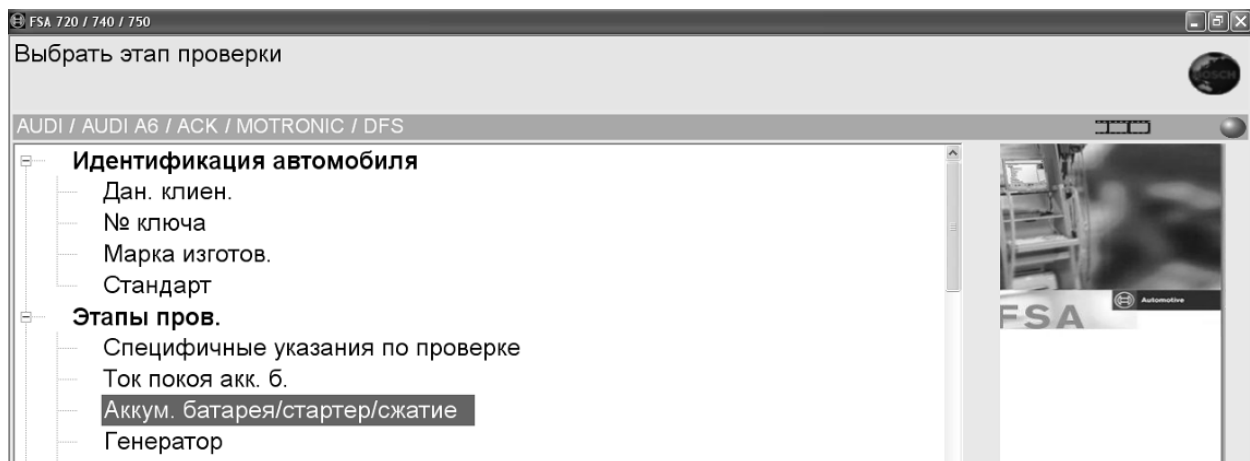 FSA 720 / 740 / 750
Выбрать этап проверки
BOSCH
AUDI / AUDI A6 / ACK / MOTRONIC / DFS
Идентификация автомобиля
Дан. клиен.
№ ключа
Марка изготов.
Стандарт
Этапы пров.
Специфичные указания по проверке
Ток покоя акк. б.
Аккум. батарея/стартер/сжатие
Генератор
Automotive
FSA